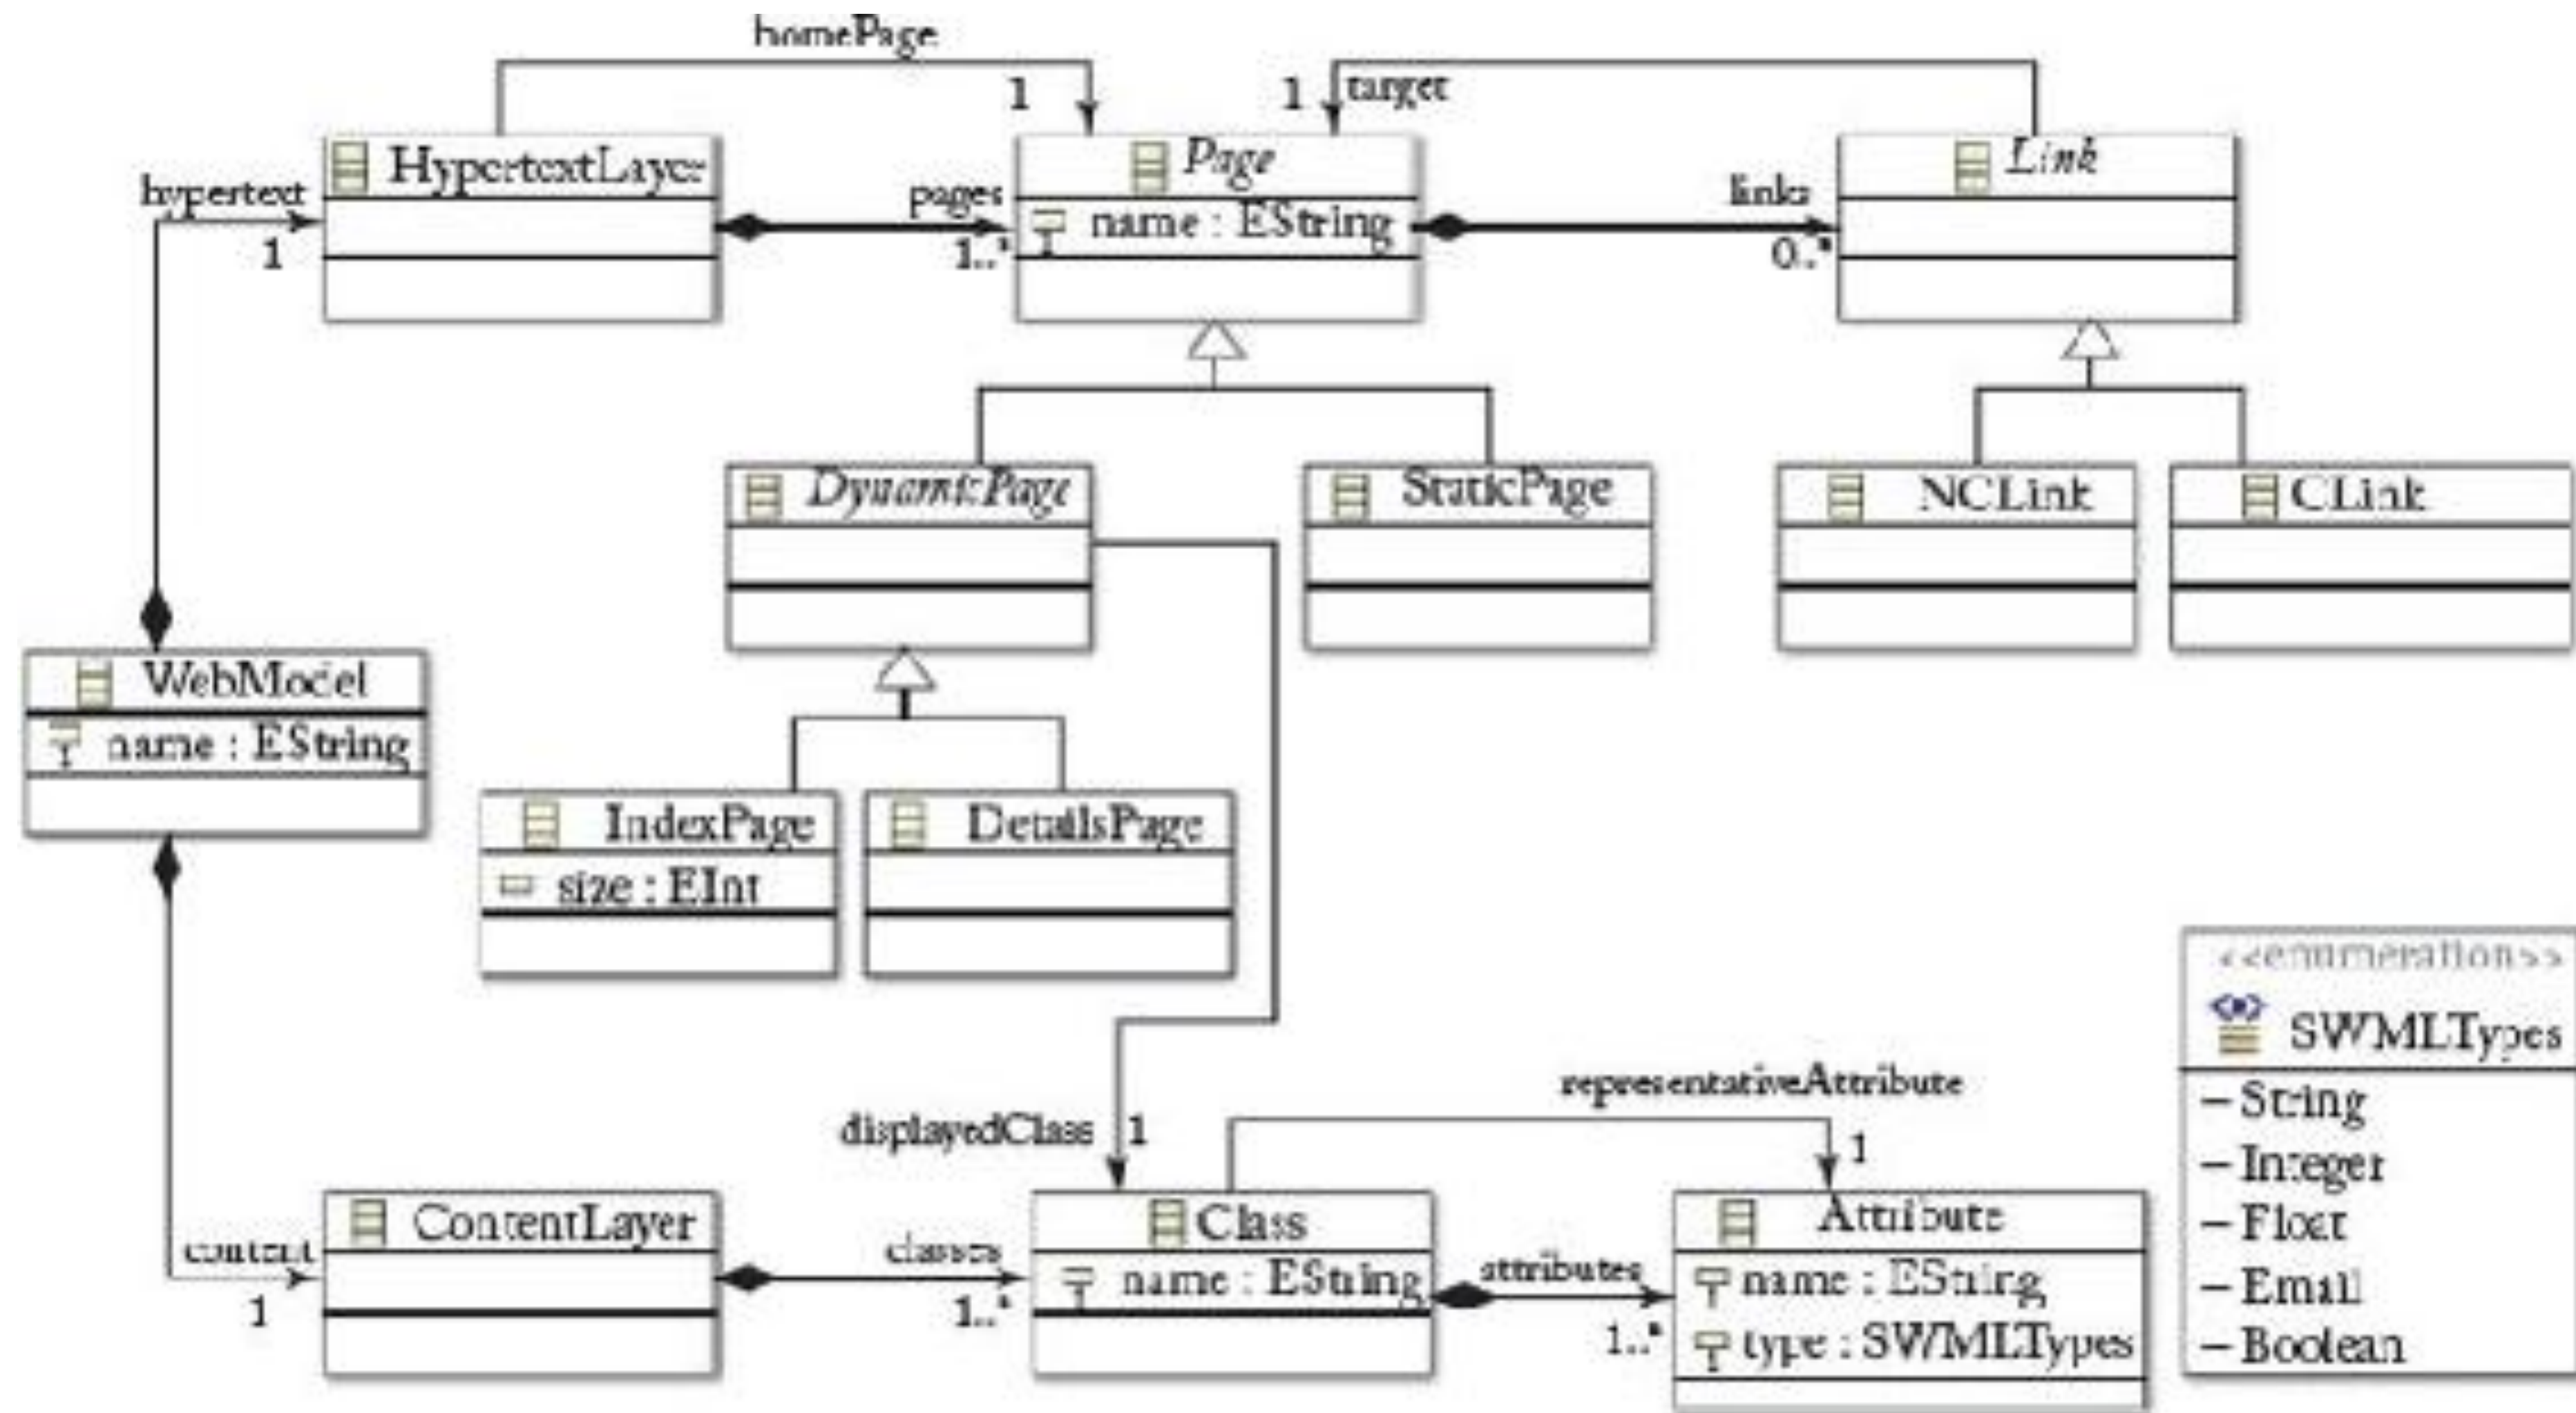 homePage
1
1
target
HypertextLayer
Page
Link
hypertext
1
pages
1..*
name : EString
links
0..*
DynamicPage
StaticPage
NCLink
CLink
WebModel
name : EString
IndexPage
size : EInt
DetailsPage
<<enumeration>>
SWMLTypes
– String
– Integer
– Float
– Email
– Boolean
representativeAttribute
1
displayedClass
1
content
1
ContentLayer
classes
1..*
Class
name : EString
attributes
1..*
Attribute
name : EString
type : SWMLTypes